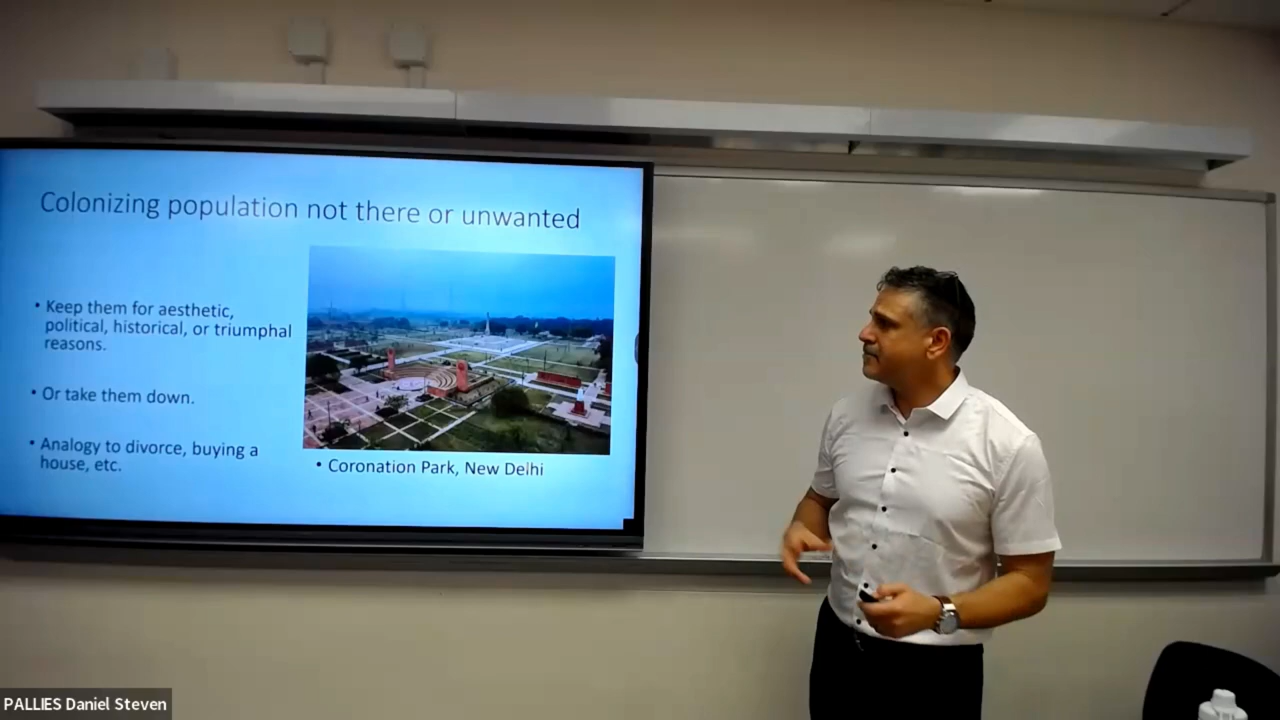 Colonizing population not there or unwanted
• Keep them for aesthetic,
political, historical, or triumphal
reasons.
• Or take them down.
• Analogy to divorce, buying a
house, etc.
• Coronation Park, New Delhi
PALLIES Daniel Steven